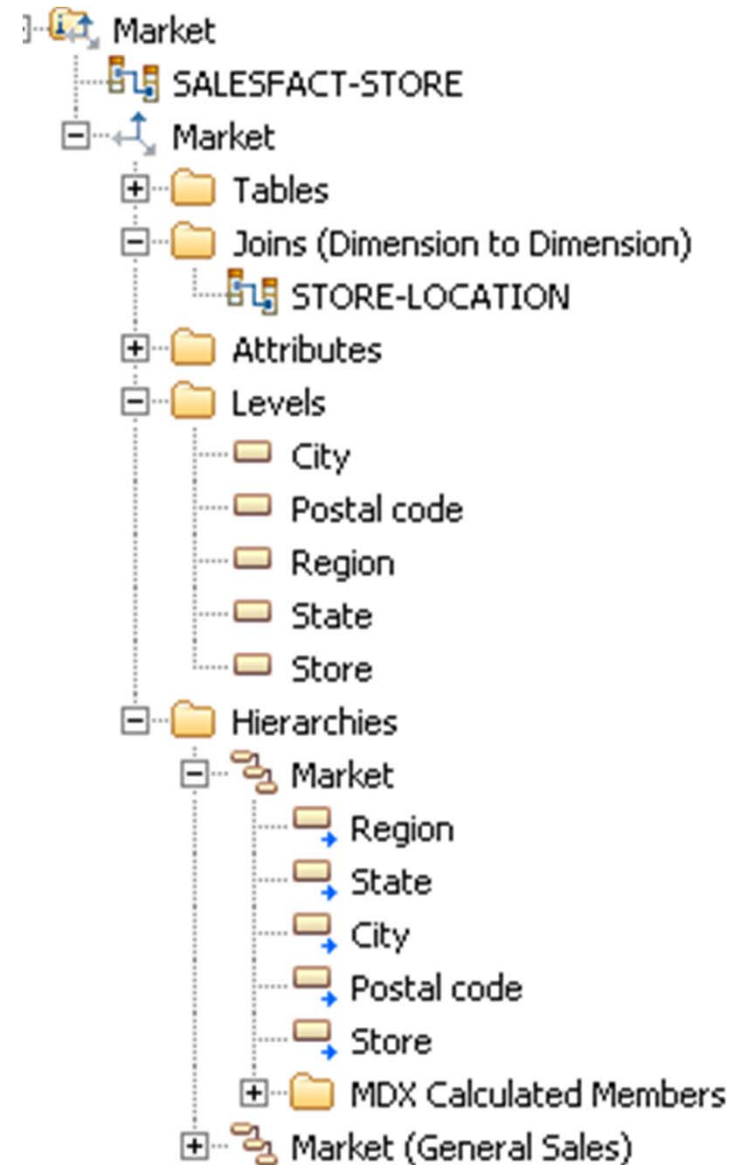 Market
SALESFACT-STORE
Market
Tables
Joins (Dimension to Dimension)
STORE-LOCATION
Attributes
Levels
City
Postal code
Region
State
Store
Hierarchies
Market
Region
State
City
Postal code
Store
MDX Calculated Members
Market (General Sales)